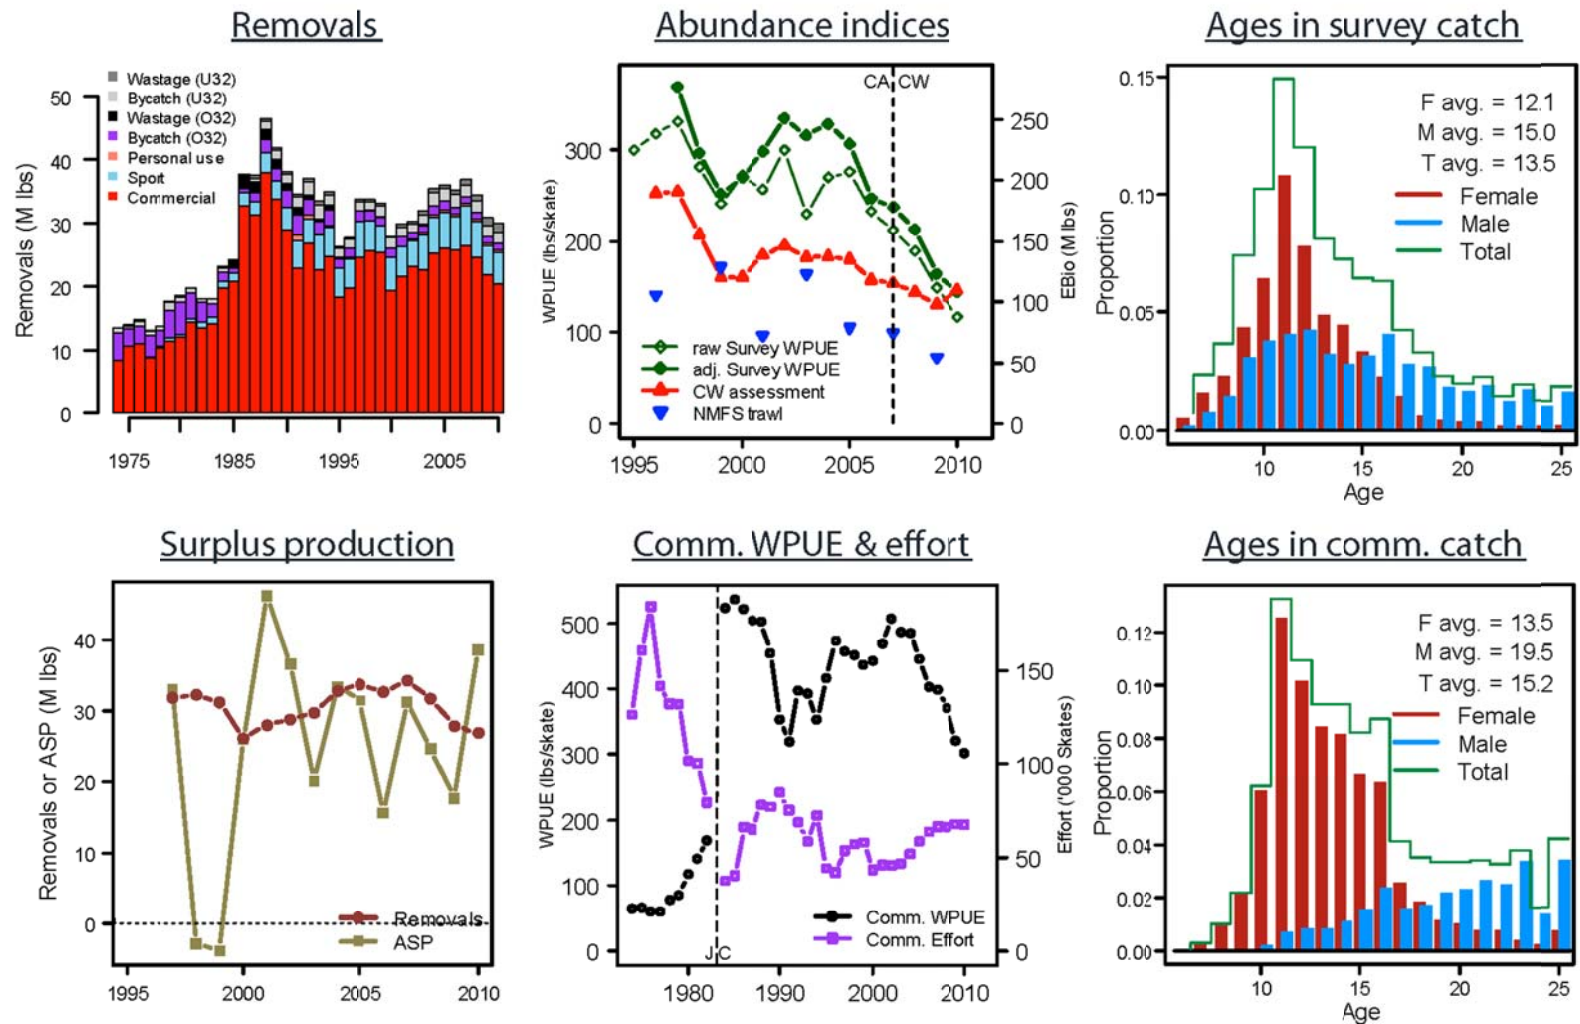 Removals
Wastage (U32)
Bycatch (U32)
Wastage (O32)
Bycatch (O32)
Personal use
Sport
Commercial
Removals (M lbs)
50
40
30
20
10
0
1975
1985
1995
2005
Abundance indices
CA CW
WPUE (lbs/skate)
300
200
100
0
EBio (M lbs)
250
200
150
100
50
0
raw Survey WPUE
adj. Survey WPUE
CW assessment
NMFS trawl
1995
2000
2005
2010
Ages in survey catch
F avg. = 12.1
M avg. = 15.0
T avg. = 13.5
Female
Male
Total
Proportion
0.15
0.10
0.05
0.00
10
15
20
25
Age
Surplus production
Removals or ASP (M lbs)
40
30
20
10
0
Removals
ASP
1995
2000
2005
2010
Comm. WPUE & effort
WPUE (lbs/skate)
500
400
300
200
100
0
Effort ('000 Skates)
150
100
50
0
J C
Comm. WPUE
Comm. Effort
1980
1990
2000
2010
Ages in comm. catch
F avg. = 13.5
M avg. = 19.5
T avg. = 15.2
Female
Male
Total
Proportion
0.12
0.10
0.08
0.06
0.04
0.02
0.00
10
15
20
25
Age